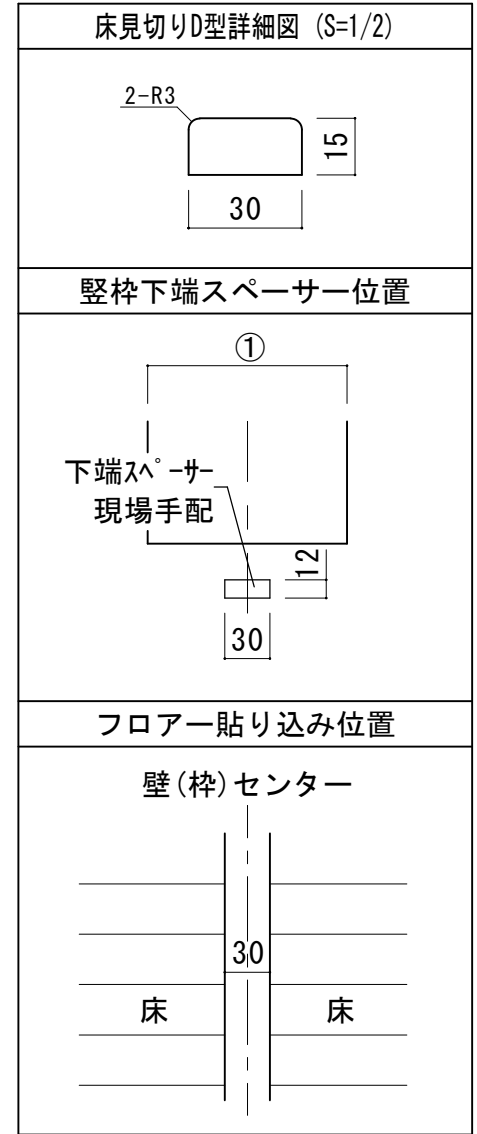 床見切りD型詳細図 (S=1/2)
2-R3
15
30
竪枠下端スペーサー位置
①
下端ｽﾍﾟｰｻｰ
現場手配
12
30
フロアー貼り込み位置
壁(枠)センター
30
床
床